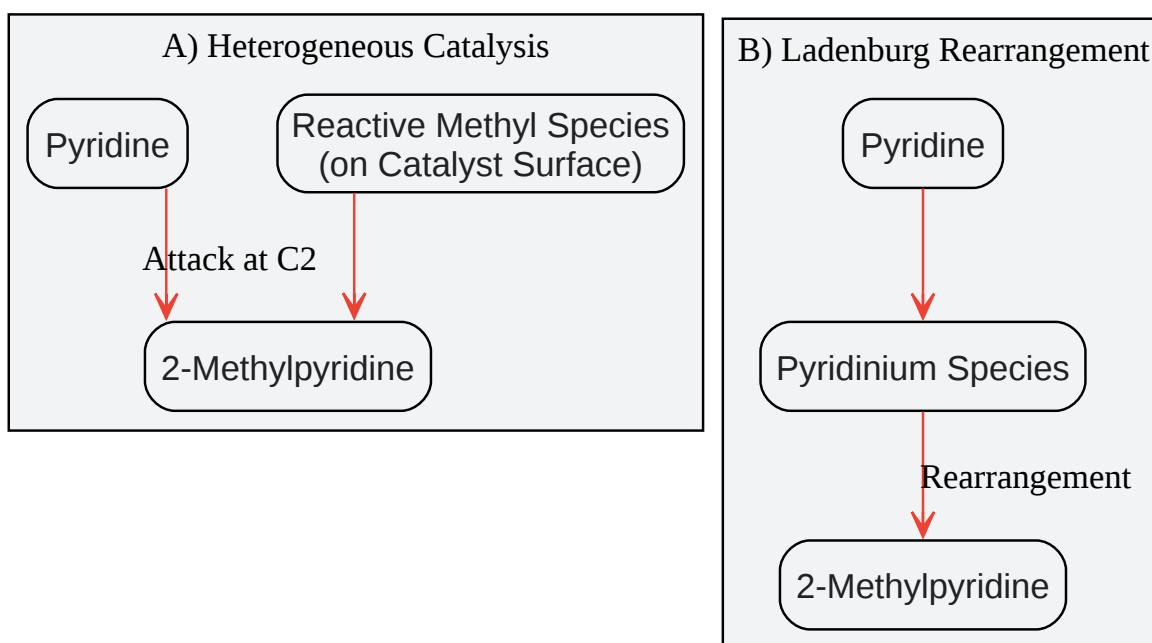 A) Heterogeneous Catalysis
Pyridine
Reactive Methyl Species
(on Catalyst Surface)
Attack at C2
2-Methylpyridine
B) Ladenburg Rearrangement
Pyridine
Pyridinium Species
Rearrangement
2-Methylpyridine